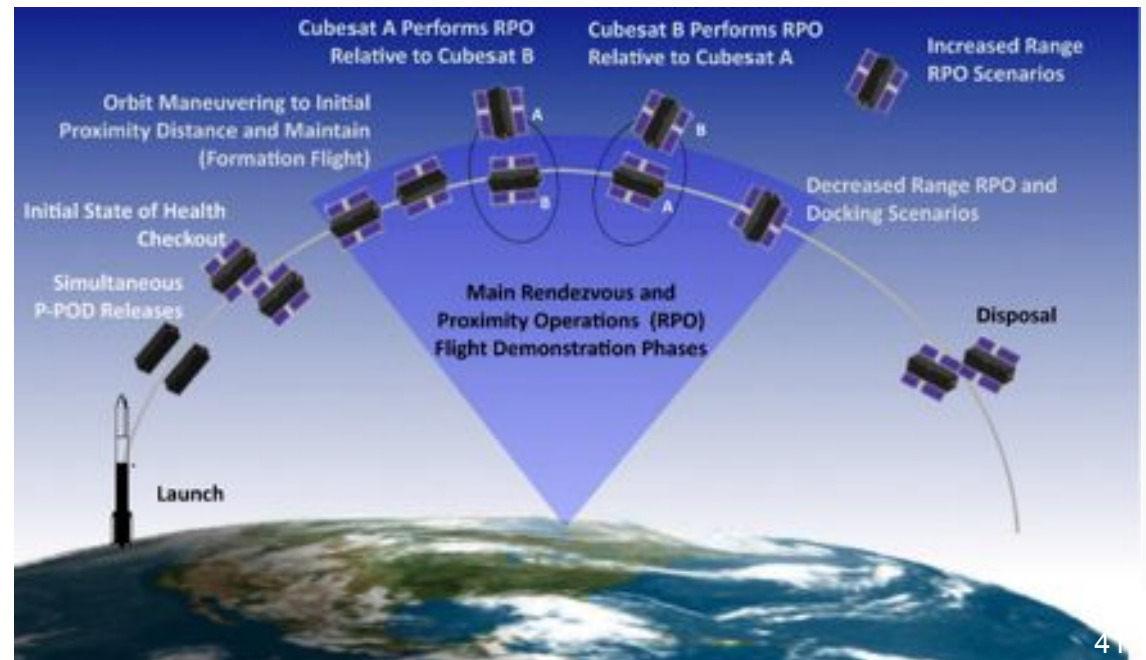 Cubesat A Performs RPO
Relative to Cubesat B
Cubesat B Performs RPO
Relative to Cubesat A
Increased Range
RPO Scenarios
Orbit Maneuvering to Initial
Proximity Distance and Maintain
(Formation Flight)
A
B
B
A
Decreased Range RPO and
Docking Scenarios
Initial State of Health
Checkout
Simultaneous
P-POD Releases
Main Rendezvous and
Proximity Operations (RPO)
Flight Demonstration Phases
Disposal
Launch